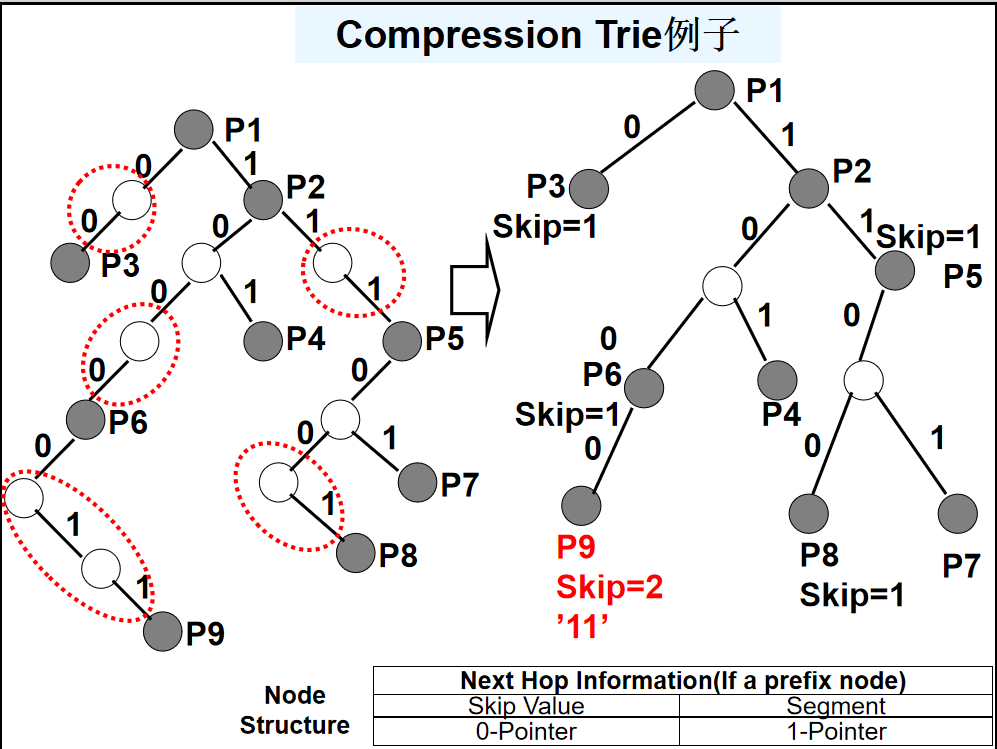 Compression Trie例子
P1
0
1
P2
0
P3
0
1
0
1
P4
1
P5
0
P6
0
0
0
1
P7
1
1
P8
1
P9
P1
0
1
P3
Skip=1
P2
0
1
Skip=1
P5
0
P6
Skip=1
1
P4
0
0
0
1
P9
Skip=2
’11’
P8
Skip=1
P7
Node
Structure
Next Hop Information(If a prefix node)
Skip Value Segment
0-Pointer 1-Pointer